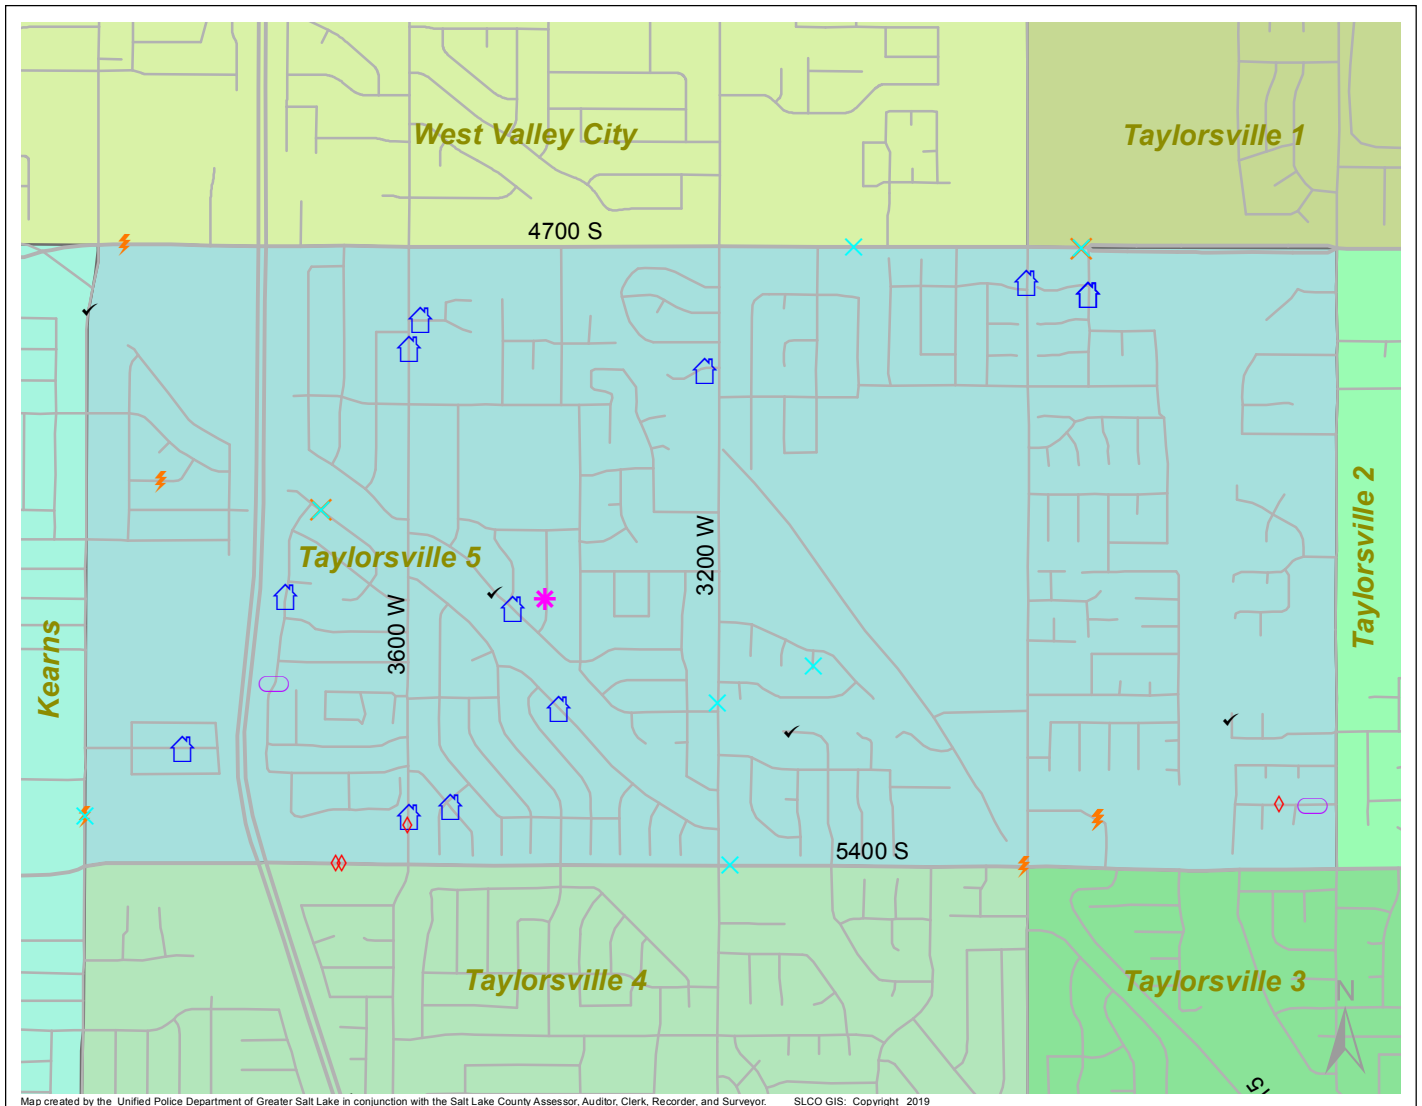 West Valley City
Taylorsville 1
4700 S
Taylorsville 2
3200 W
Taylorsville 5
3600 W
Kearns
5400 S
Taylorsville 4
Taylorsville 3
N
15
Map created by the Unified Police Department of Greater Salt Lake in conjunction with the Salt Lake County Assessor, Auditor, Clerk, Recorder, and Surveyor. SLCO GIS: Copyright 2019